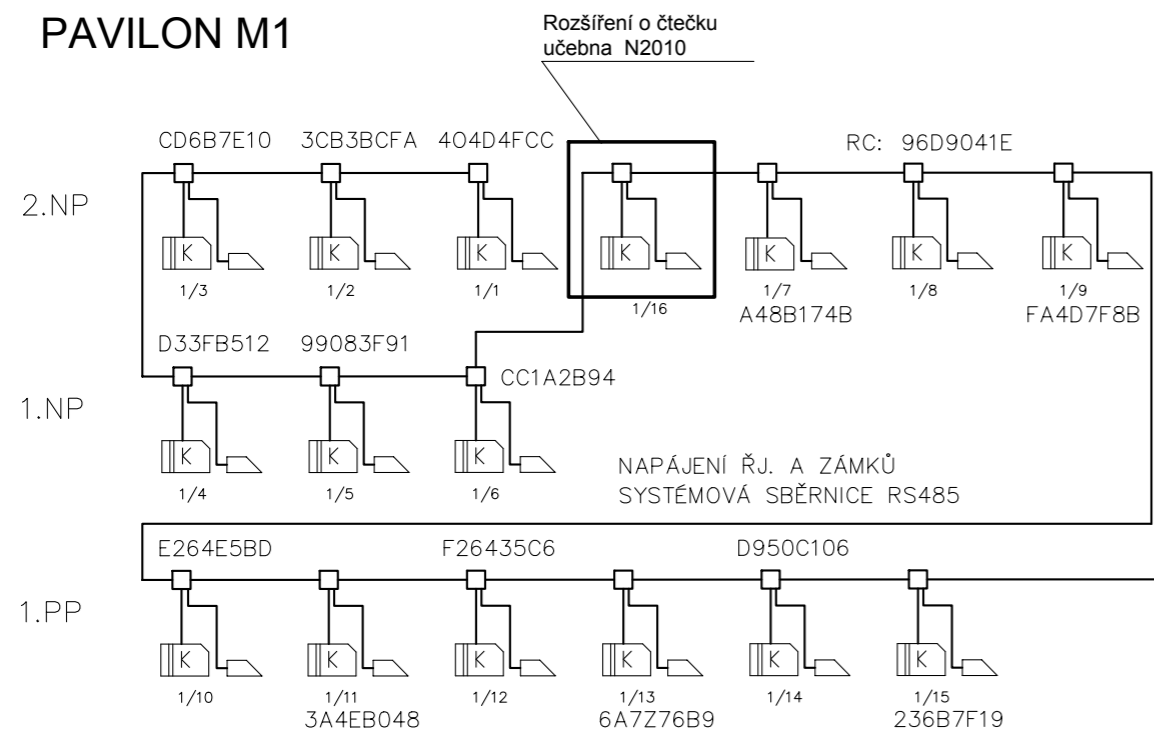 PAVILON M1
Rozšíření o čtečku
učebna N2010
CD6B7E10 3CB3BCFA 404D4FCC RC: 96D9041E
2.NP
K K K K K K K
1/3 1/2 1/1 1/16 1/7 1/8 1/9
A48B174B FA4D7F8B
D33FB512 99083F91 CC1A2B94
1.NP
K K K
1/4 1/5 1/6
NAPÁJENÍ ŘJ. A ZÁMKŮ
SYSTÉMOVÁ SBĚRNICE RS485
E264E5BD F26435C6 D950C106
1.PP
K K K K K K
1/10 1/11 1/12 1/13 1/14 1/15
3A4EB048 6A7Z76B9 236B7F19